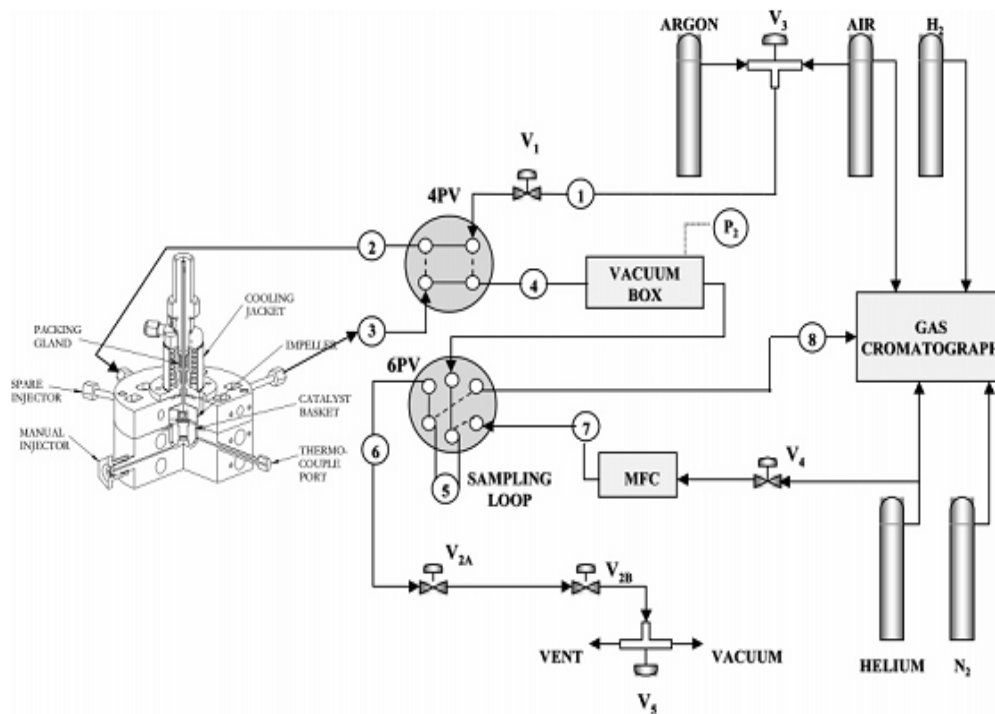 ARGON
V3
AIR
H2
V1
1
4PV
2
P2
4
VACUUM
BOX
COOLING
JACKET
PACKING
GLAND
3
IMPELLER
8
GAS
CROMATOGRAPH
6PV
SPARE
INJECTOR
CATALYST
BASKET
MANUAL
INJECTOR
6
7
V4
THERMO-
COUPLE
PORT
SAMPLING
LOOP
5
MFC
V2A
V2B
VENT
VACUUM
HELIUM
N2
V5